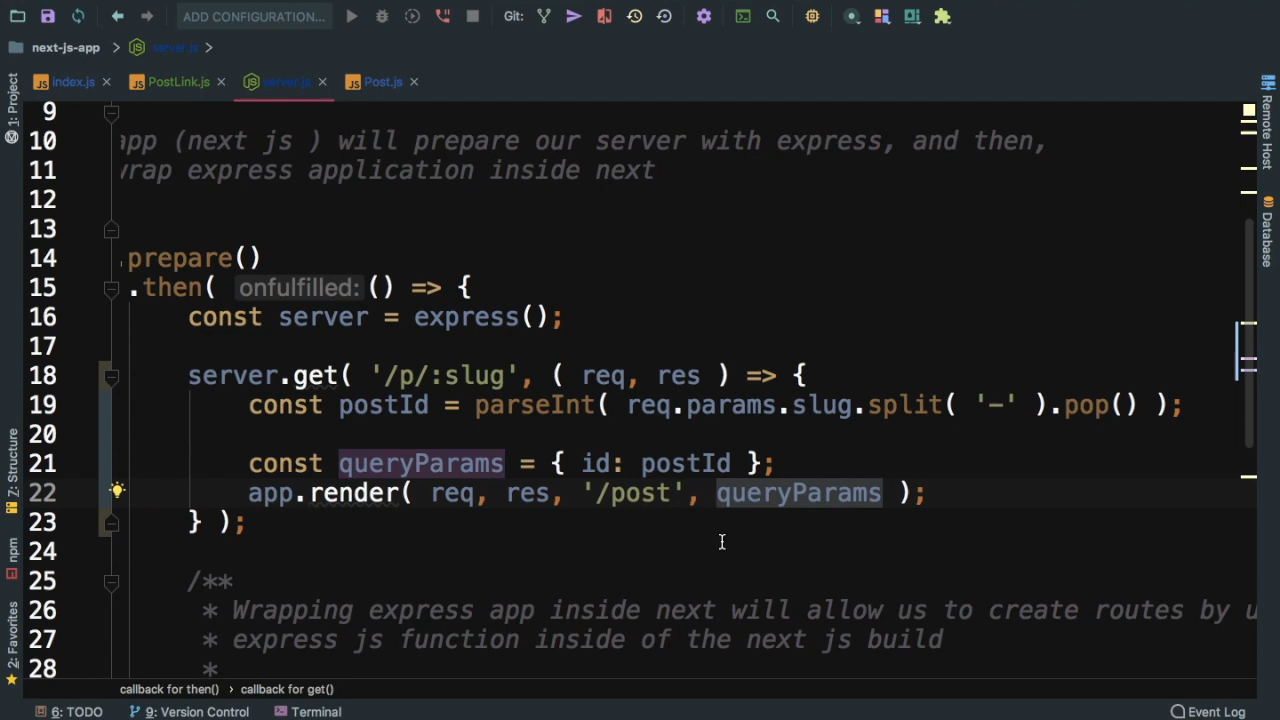 ADD CONFIGURATION...
Git:
next-js-app
server.js
index.js
PostLink.js
server.js
Post.js
1: Project
Z: Structure
npm
2: Favorites
Remote Host
Database
9
10 app (next js ) will prepare our server with express, and then,
11 wrap express application inside next
12
13
14 prepare()
15 .then( onfulfilled: () => {
16 const server = express();
17
18 server.get( '/p/:slug', ( req, res ) => {
19 const postId = parseInt( req.params.slug.split( '-' ).pop() );
20
21 const queryParams = { id: postId };
22 app.render( req, res, '/post', queryParams );
23 } );
24
25 /**
26 * Wrapping express app inside next will allow us to create routes by u
27 * express js function inside of the next js build
28 *
callback for then() › callback for get()
6: TODO
9: Version Control
Terminal
Event Log